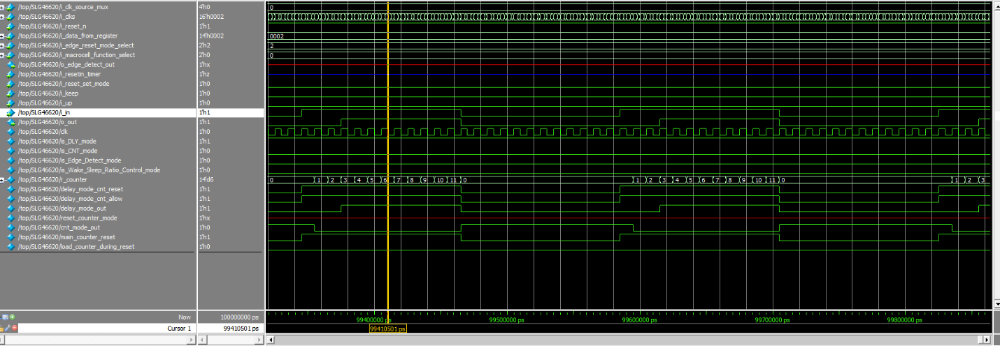 /top/SLG46620/i_clk_source_mux 4'h0 0
/top/SLG46620/i_clks 16'h0002
/top/SLG46620/i_reset_n 1'h1
/top/SLG46620/i_data_from_register 14'h0002 0002
/top/SLG46620/i_edge_reset_mode_select 2'h2 2
/top/SLG46620/i_macrocell_function_select 2'h0 0
/top/SLG46620/o_edge_detect_out 1'hx
/top/SLG46620/i_resetin_timer 1'hz
/top/SLG46620/i_reset_set_mode 1'h0
/top/SLG46620/i_keep 1'h0
/top/SLG46620/i_up 1'h0
/top/SLG46620/i_in 1'h1
/top/SLG46620/o_out 1'h1
/top/SLG46620/clk 1'h0
/top/SLG46620/is_DLY_mode 1'h1
/top/SLG46620/is_CNT_mode 1'h0
/top/SLG46620/is_Edge_Detect_mode 1'h0
/top/SLG46620/is_Wake_Sleep_Ratio_Control_mode 1'h0
/top/SLG46620/r_counter 14'd6 0 1 2 3 4 5 6 7 8 9 10 11 0 1 2 3 4 5 6 7 8 9 10 11 0 1 2 3
/top/SLG46620/delay_mode_cnt_reset 1'h1
/top/SLG46620/delay_mode_cnt_allow 1'h1
/top/SLG46620/delay_mode_out 1'h1
/top/SLG46620/reset_counter_mode 1'hx
/top/SLG46620/cnt_mode_out 1'h0
/top/SLG46620/main_counter_reset 1'h1
/top/SLG46620/load_counter_during_reset 1'h0
Now 100000000 ps 99400000 ps 99500000 ps 99600000 ps 99700000 ps 99800000 ps
Cursor 1 99410501 ps 99410501 ps